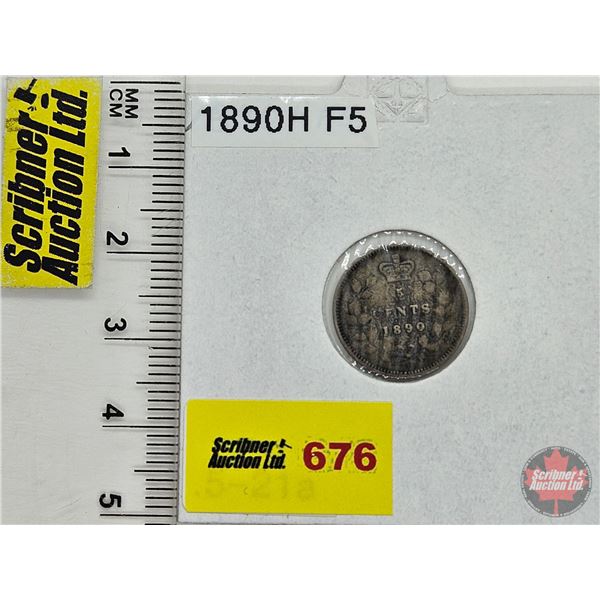 Scribner
Auction Ltd.
MM
CM
1
2
3
4
5
1890H F5
5
CENTS
1890
Scribner
Auction Ltd.
676
Scribner
Auction Ltd.